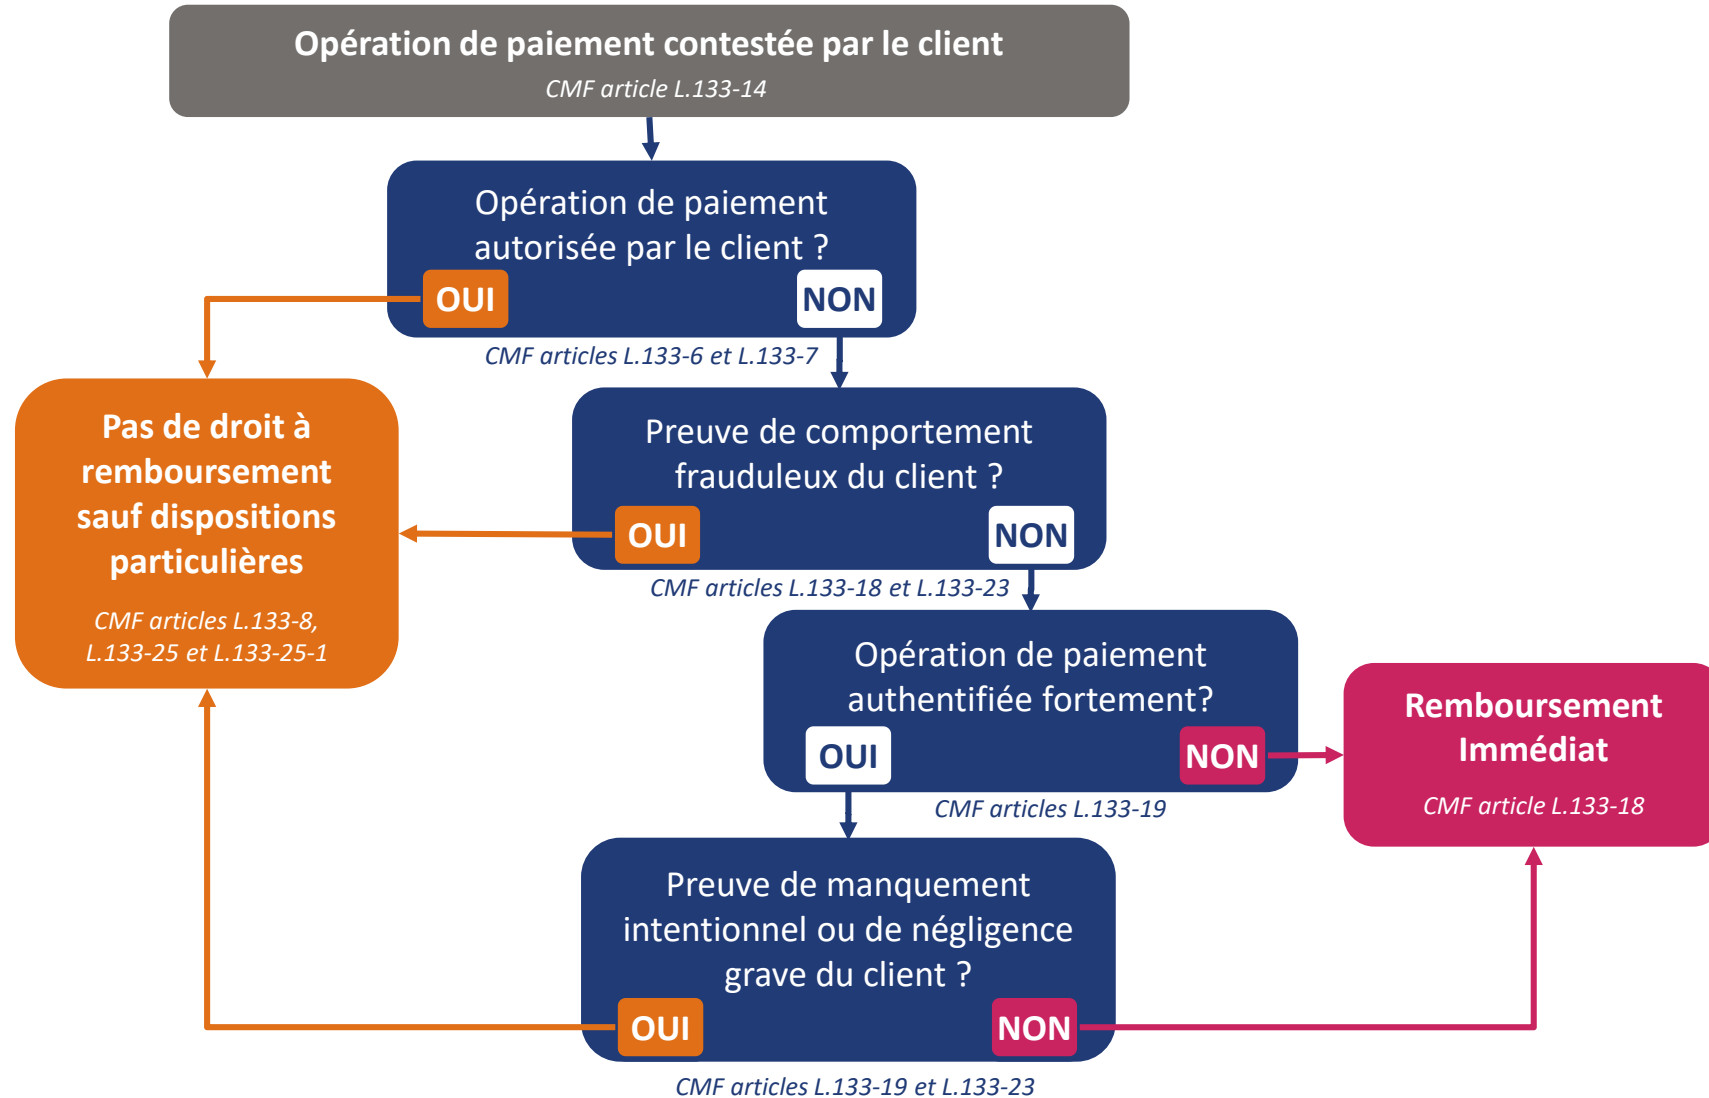 Opération de paiement contestée par le client
CMF article L.133-14
Opération de paiement
autorisée par le client ?
OUI
NON
CMF articles L.133-6 et L.133-7
Pas de droit à
remboursement
sauf dispositions
particulières
CMF articles L.133-8,
L.133-25 et L.133-25-1
Preuve de comportement
frauduleux du client ?
OUI
NON
CMF articles L.133-18 et L.133-23
Opération de paiement
authentifiée fortement?
OUI
NON
CMF articles L.133-19
Remboursement
Immédiat
CMF article L.133-18
Preuve de manquement
intentionnel ou de négligence
grave du client ?
OUI
NON
CMF articles L.133-19 et L.133-23